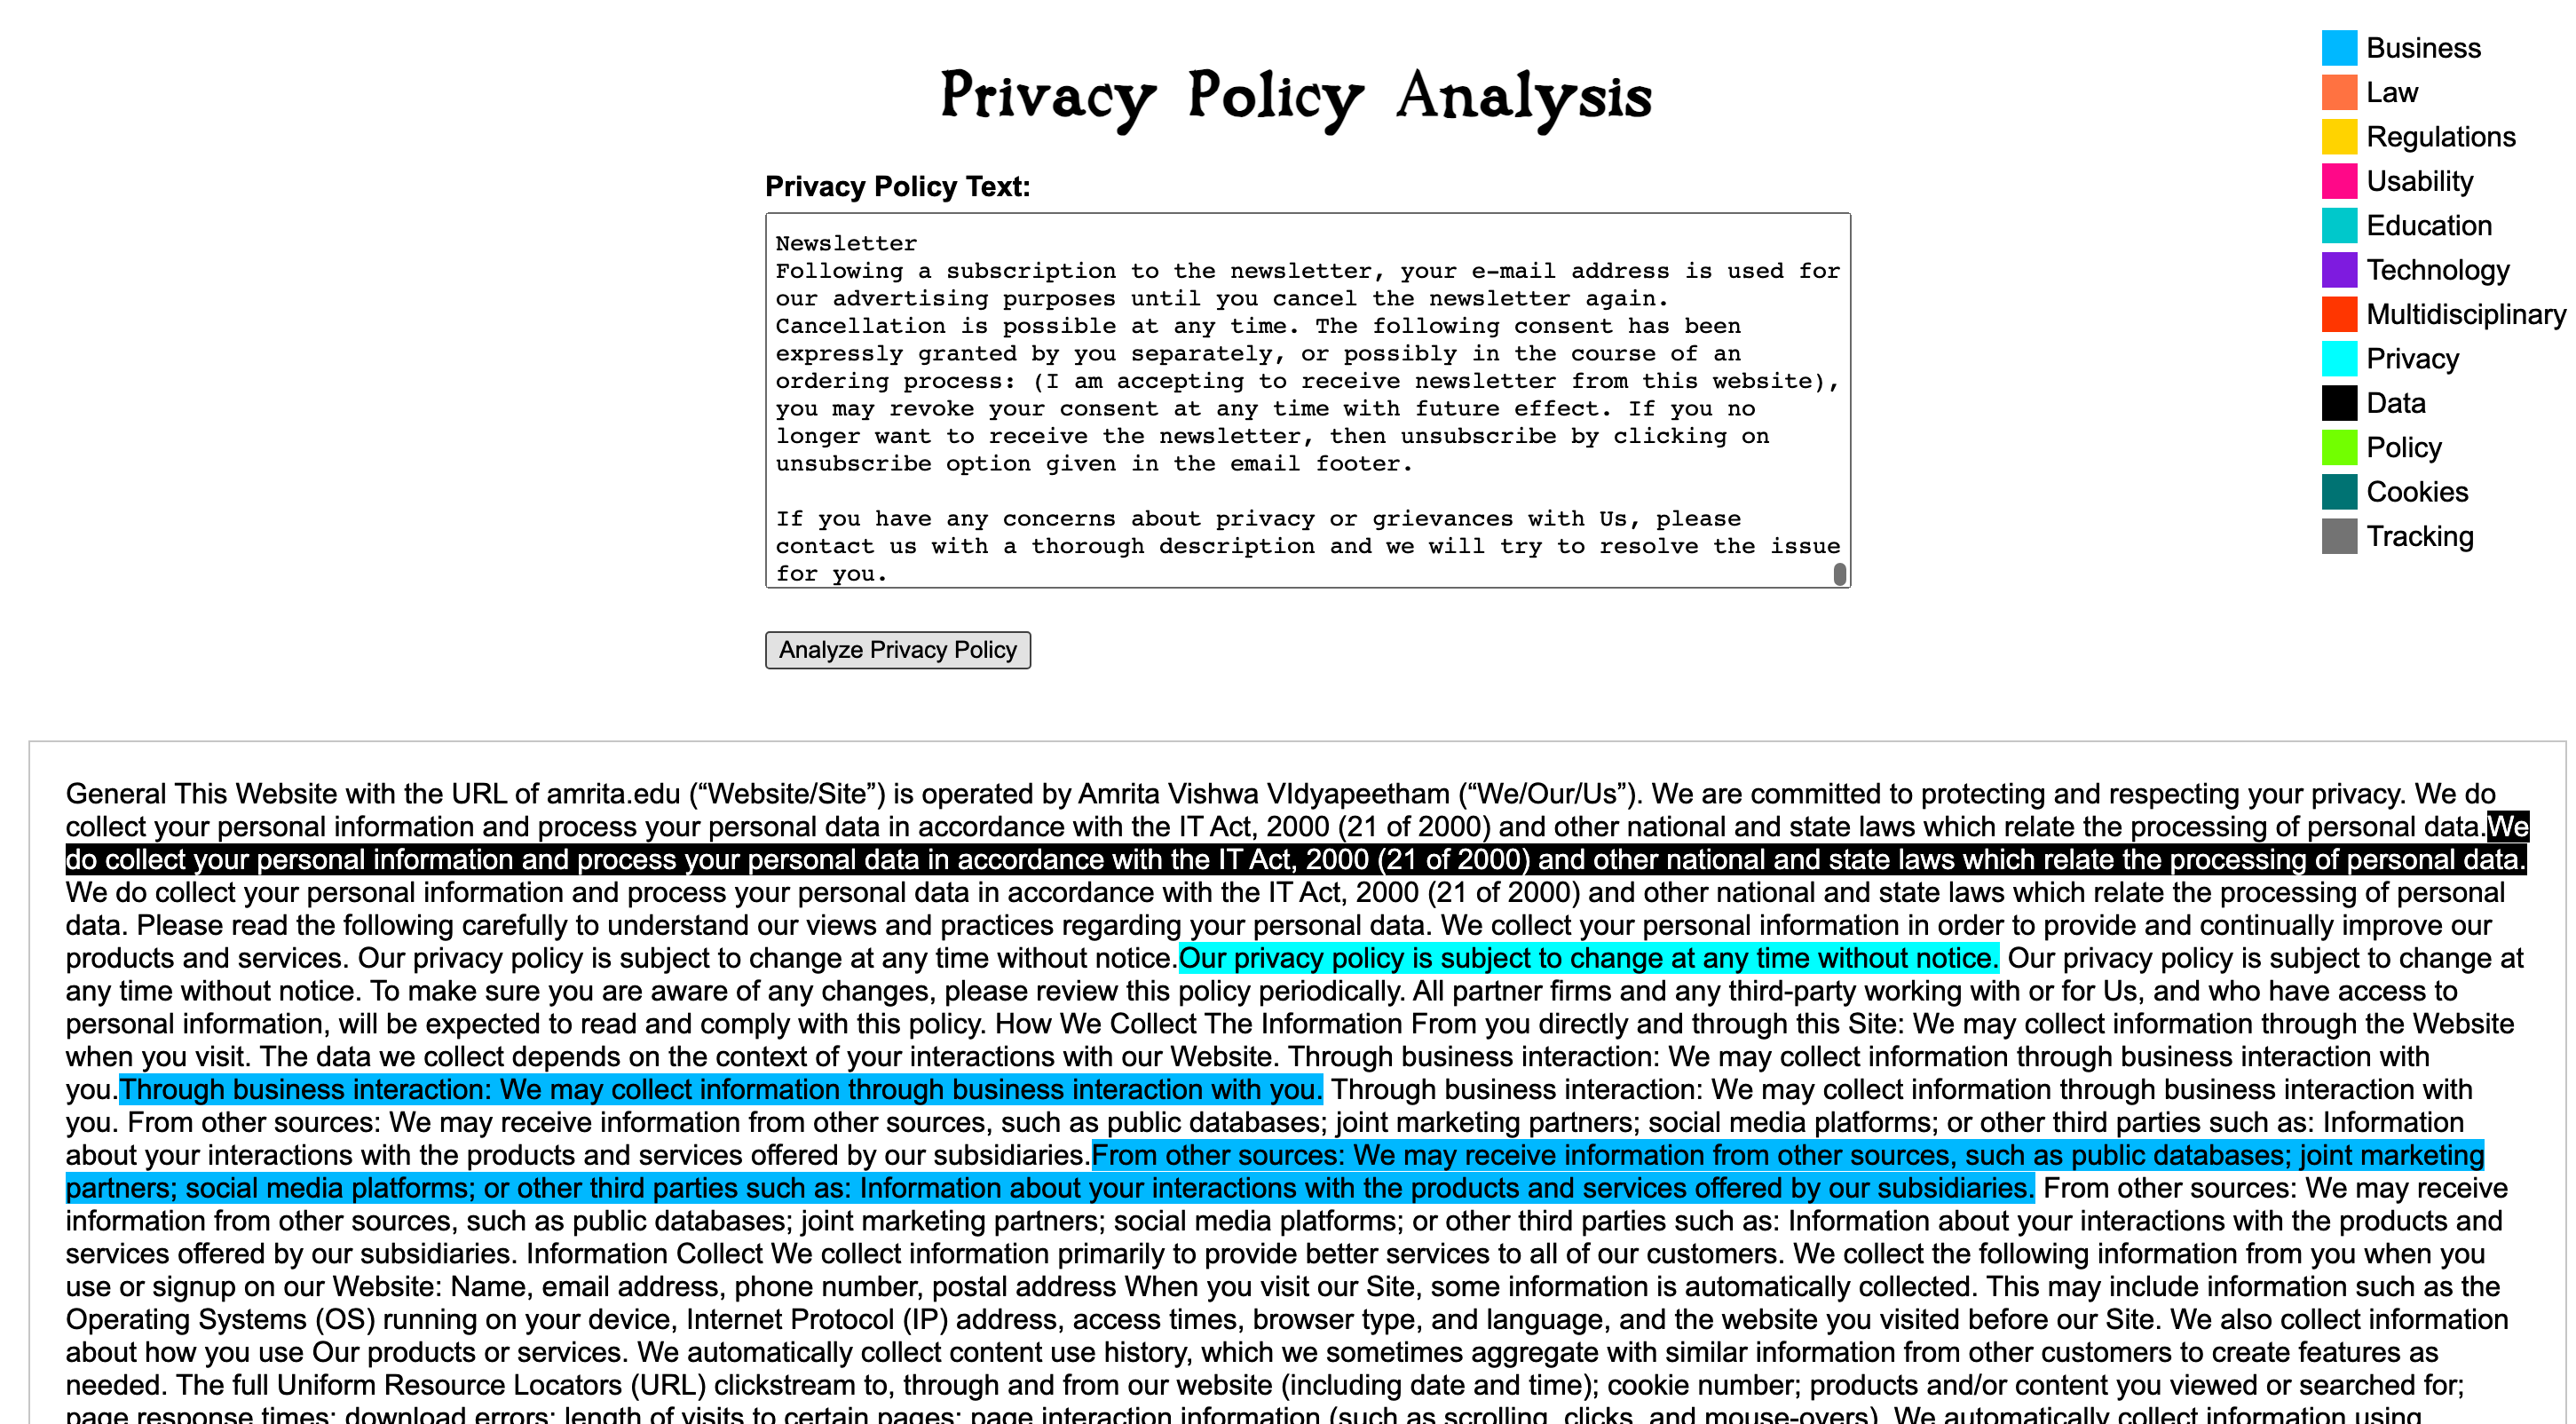 Privacy Policy Analysis
Business
Law
Regulations
Usability
Education
Technology
Multidisciplinary
Privacy
Data
Policy
Cookies
Tracking
Privacy Policy Text:
Newsletter
Following a subscription to the newsletter, your e-mail address is used for
our advertising purposes until you cancel the newsletter again.
Cancellation is possible at any time. The following consent has been
expressly granted by you separately, or possibly in the course of an
ordering process: (I am accepting to receive newsletter from this website),
you may revoke your consent at any time with future effect. If you no
longer want to receive the newsletter, then unsubscribe by clicking on
unsubscribe option given in the email footer.
If you have any concerns about privacy or grievances with Us, please
contact us with a thorough description and we will try to resolve the issue
for you.
Analyze Privacy Policy
General This Website with the URL of amrita.edu (“Website/Site”) is operated by Amrita Vishwa VIdyapeetham (“We/Our/Us”). We are committed to protecting and respecting your privacy. We do
collect your personal information and process your personal data in accordance with the IT Act, 2000 (21 of 2000) and other national and state laws which relate the processing of personal data.We
do collect your personal information and process your personal data in accordance with the IT Act, 2000 (21 of 2000) and other national and state laws which relate the processing of personal data.
We do collect your personal information and process your personal data in accordance with the IT Act, 2000 (21 of 2000) and other national and state laws which relate the processing of personal
data. Please read the following carefully to understand our views and practices regarding your personal data. We collect your personal information in order to provide and continually improve our
products and services. Our privacy policy is subject to change at any time without notice.Our privacy policy is subject to change at any time without notice. Our privacy policy is subject to change at
any time without notice. To make sure you are aware of any changes, please review this policy periodically. All partner firms and any third-party working with or for Us, and who have access to
personal information, will be expected to read and comply with this policy. How We Collect The Information From you directly and through this Site: We may collect information through the Website
when you visit. The data we collect depends on the context of your interactions with our Website. Through business interaction: We may collect information through business interaction with
you.Through business interaction: We may collect information through business interaction with you. Through business interaction: We may collect information through business interaction with
you. From other sources: We may receive information from other sources, such as public databases; joint marketing partners; social media platforms; or other third parties such as: Information
about your interactions with the products and services offered by our subsidiaries.From other sources: We may receive information from other sources, such as public databases; joint marketing
partners; social media platforms; or other third parties such as: Information about your interactions with the products and services offered by our subsidiaries. From other sources: We may receive
information from other sources, such as public databases; joint marketing partners; social media platforms; or other third parties such as: Information about your interactions with the products and
services offered by our subsidiaries. Information Collect We collect information primarily to provide better services to all of our customers. We collect the following information from you when you
use or signup on our Website: Name, email address, phone number, postal address When you visit our Site, some information is automatically collected. This may include information such as the
Operating Systems (OS) running on your device, Internet Protocol (IP) address, access times, browser type, and language, and the website you visited before our Site. We also collect information
about how you use Our products or services. We automatically collect content use history, which we sometimes aggregate with similar information from other customers to create features as
needed. The full Uniform Resource Locators (URL) clickstream to, through and from our website (including date and time); cookie number; products and/or content you viewed or searched for;
page response times; download errors; length of visits to certain pages; page interaction information (such as scrolling, clicks, and mouse-overs). We automatically collect information using